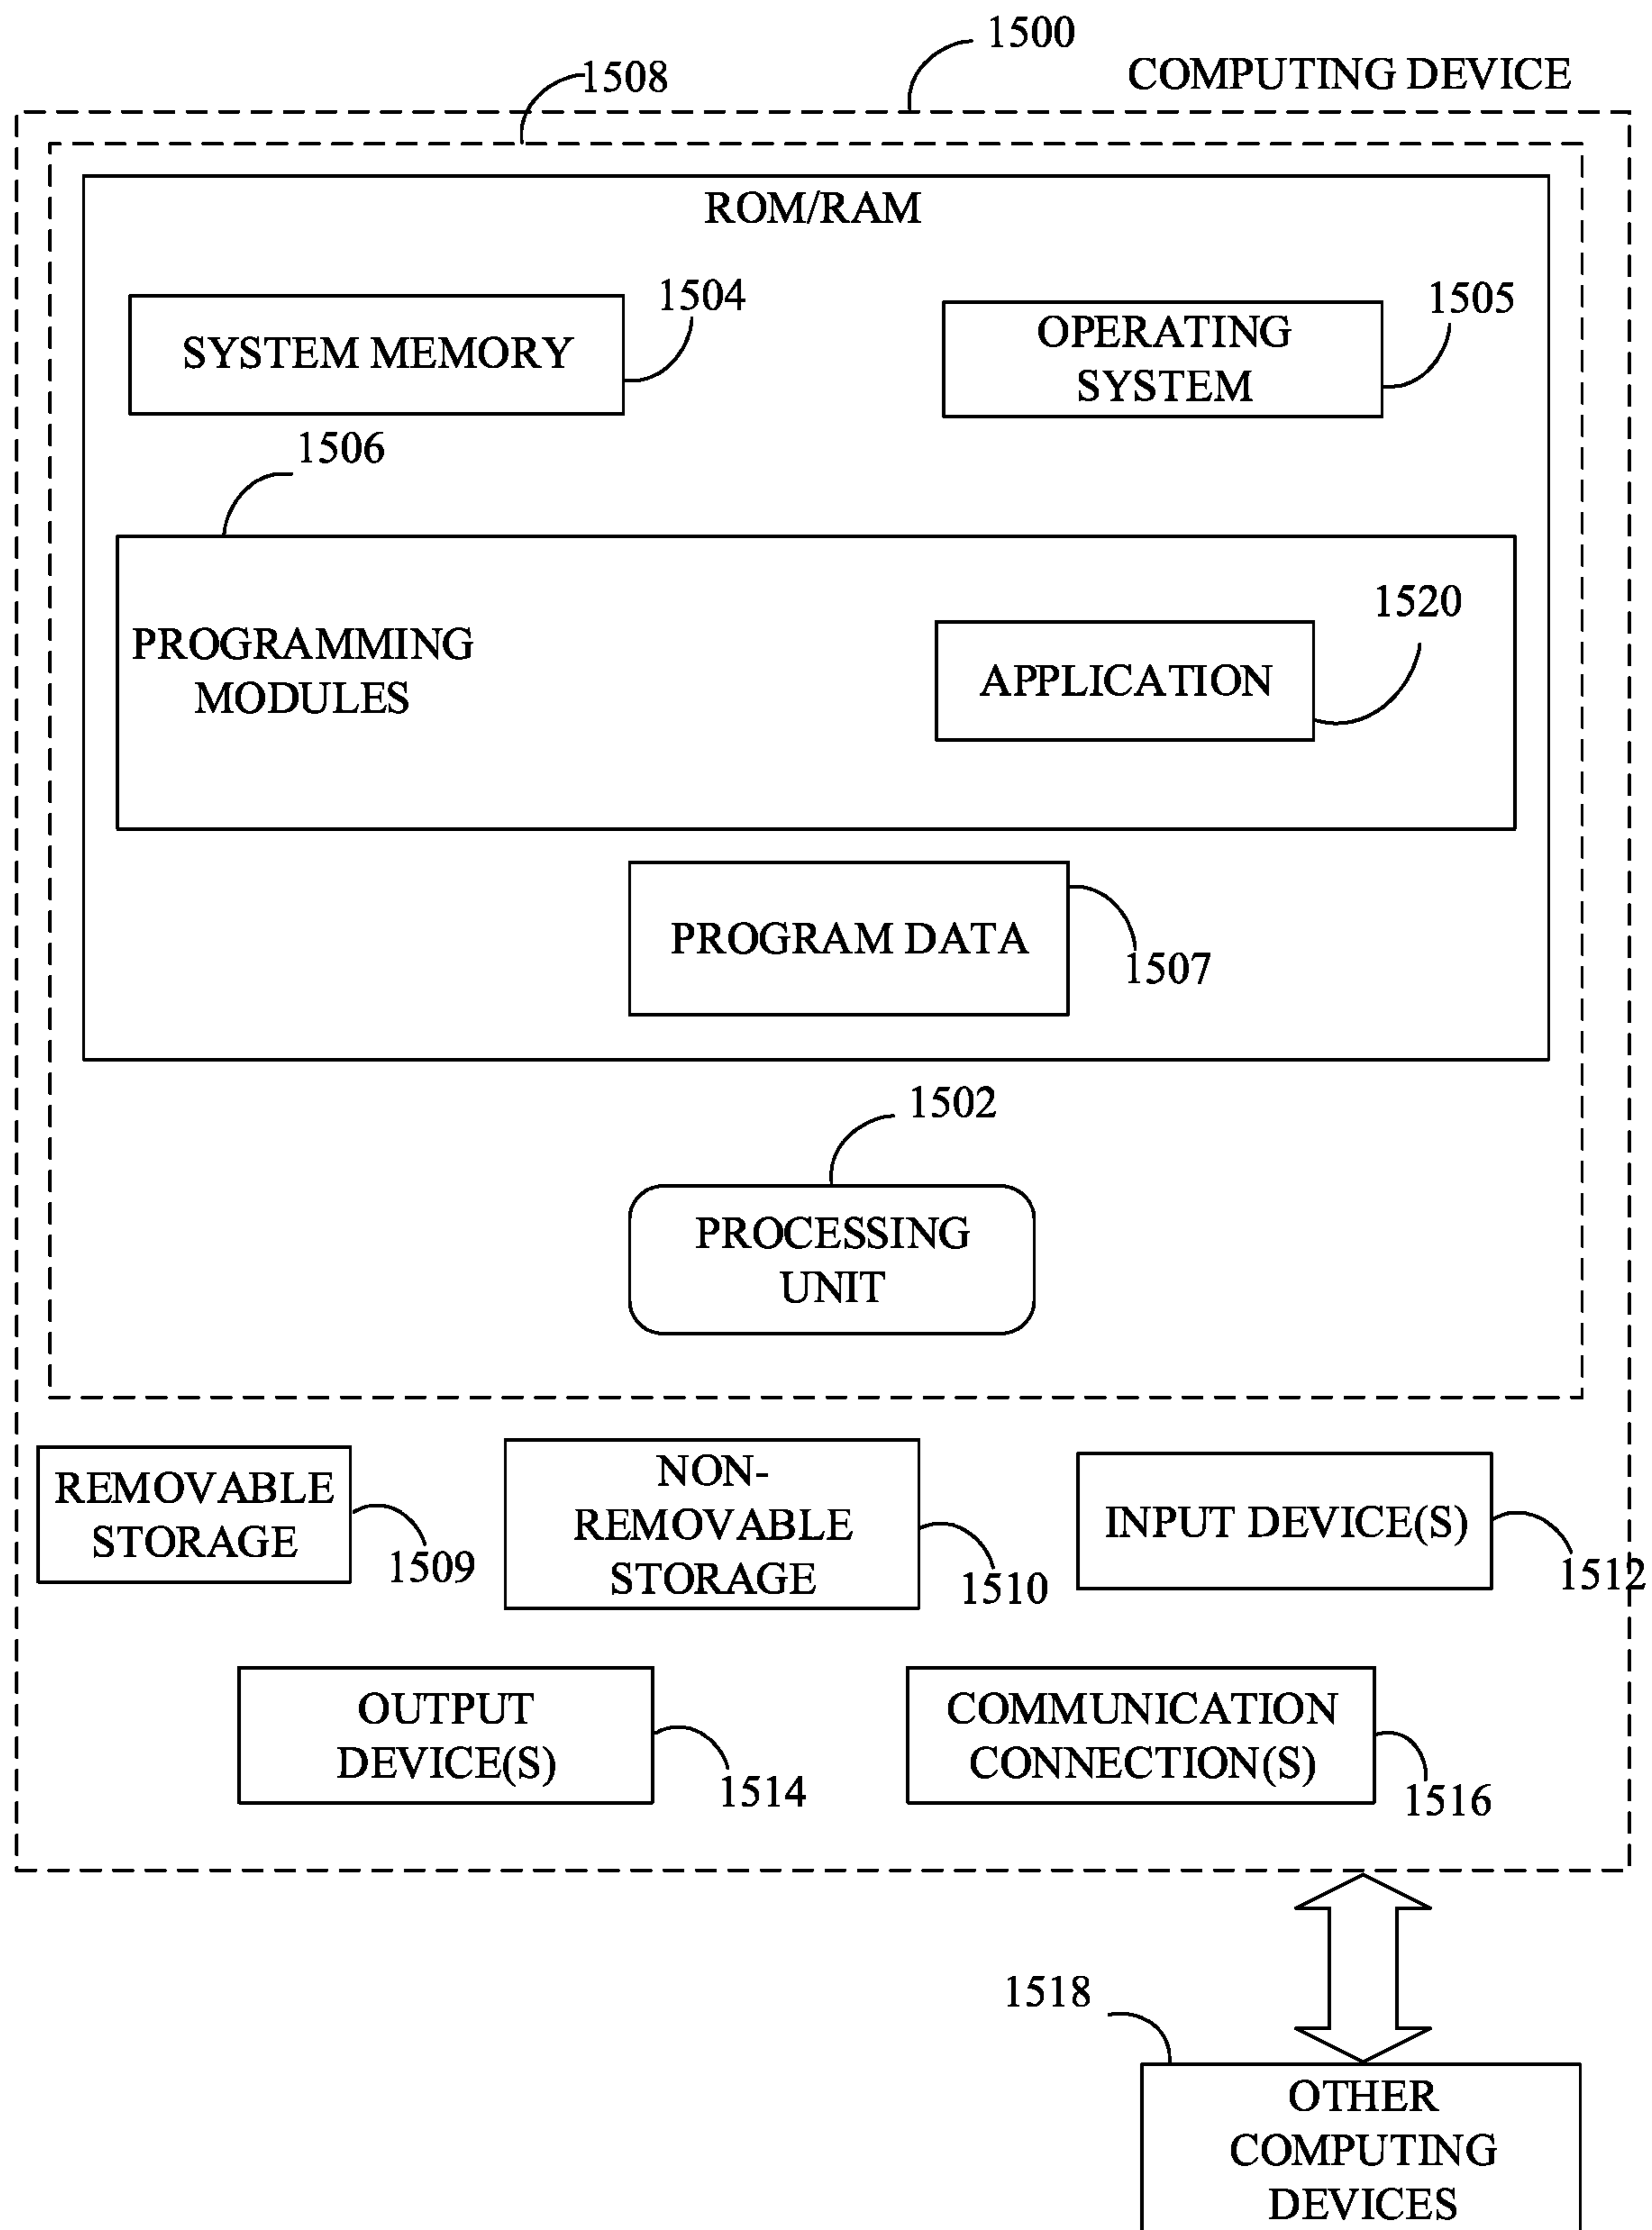 1500
COMPUTING DEVICE
1508
ROM/RAM
1504
SYSTEM MEMORY
1505
OPERATING
SYSTEM
1506
PROGRAMMING
MODULES
1520
APPLICATION
PROGRAM DATA
1507
1502
PROCESSING
UNIT
REMOVABLE
STORAGE
1509
NON-
REMOVABLE
STORAGE
1510
INPUT DEVICE(S)
1512
OUTPUT
DEVICE(S)
1514
COMMUNICATION
CONNECTION(S)
1516
1518
OTHER
COMPUTING
DEVICES